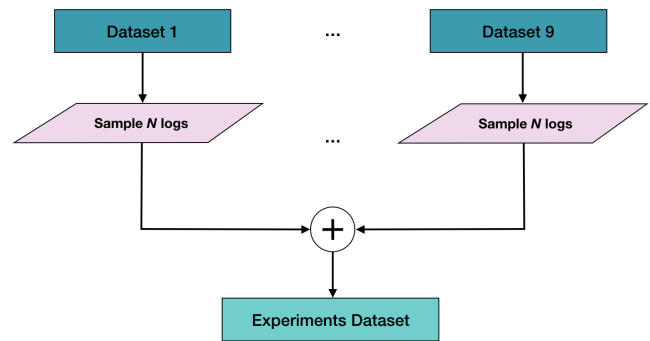 Dataset 1
...
Dataset 9
Sample N logs
...
Sample N logs
+
Experiments Dataset